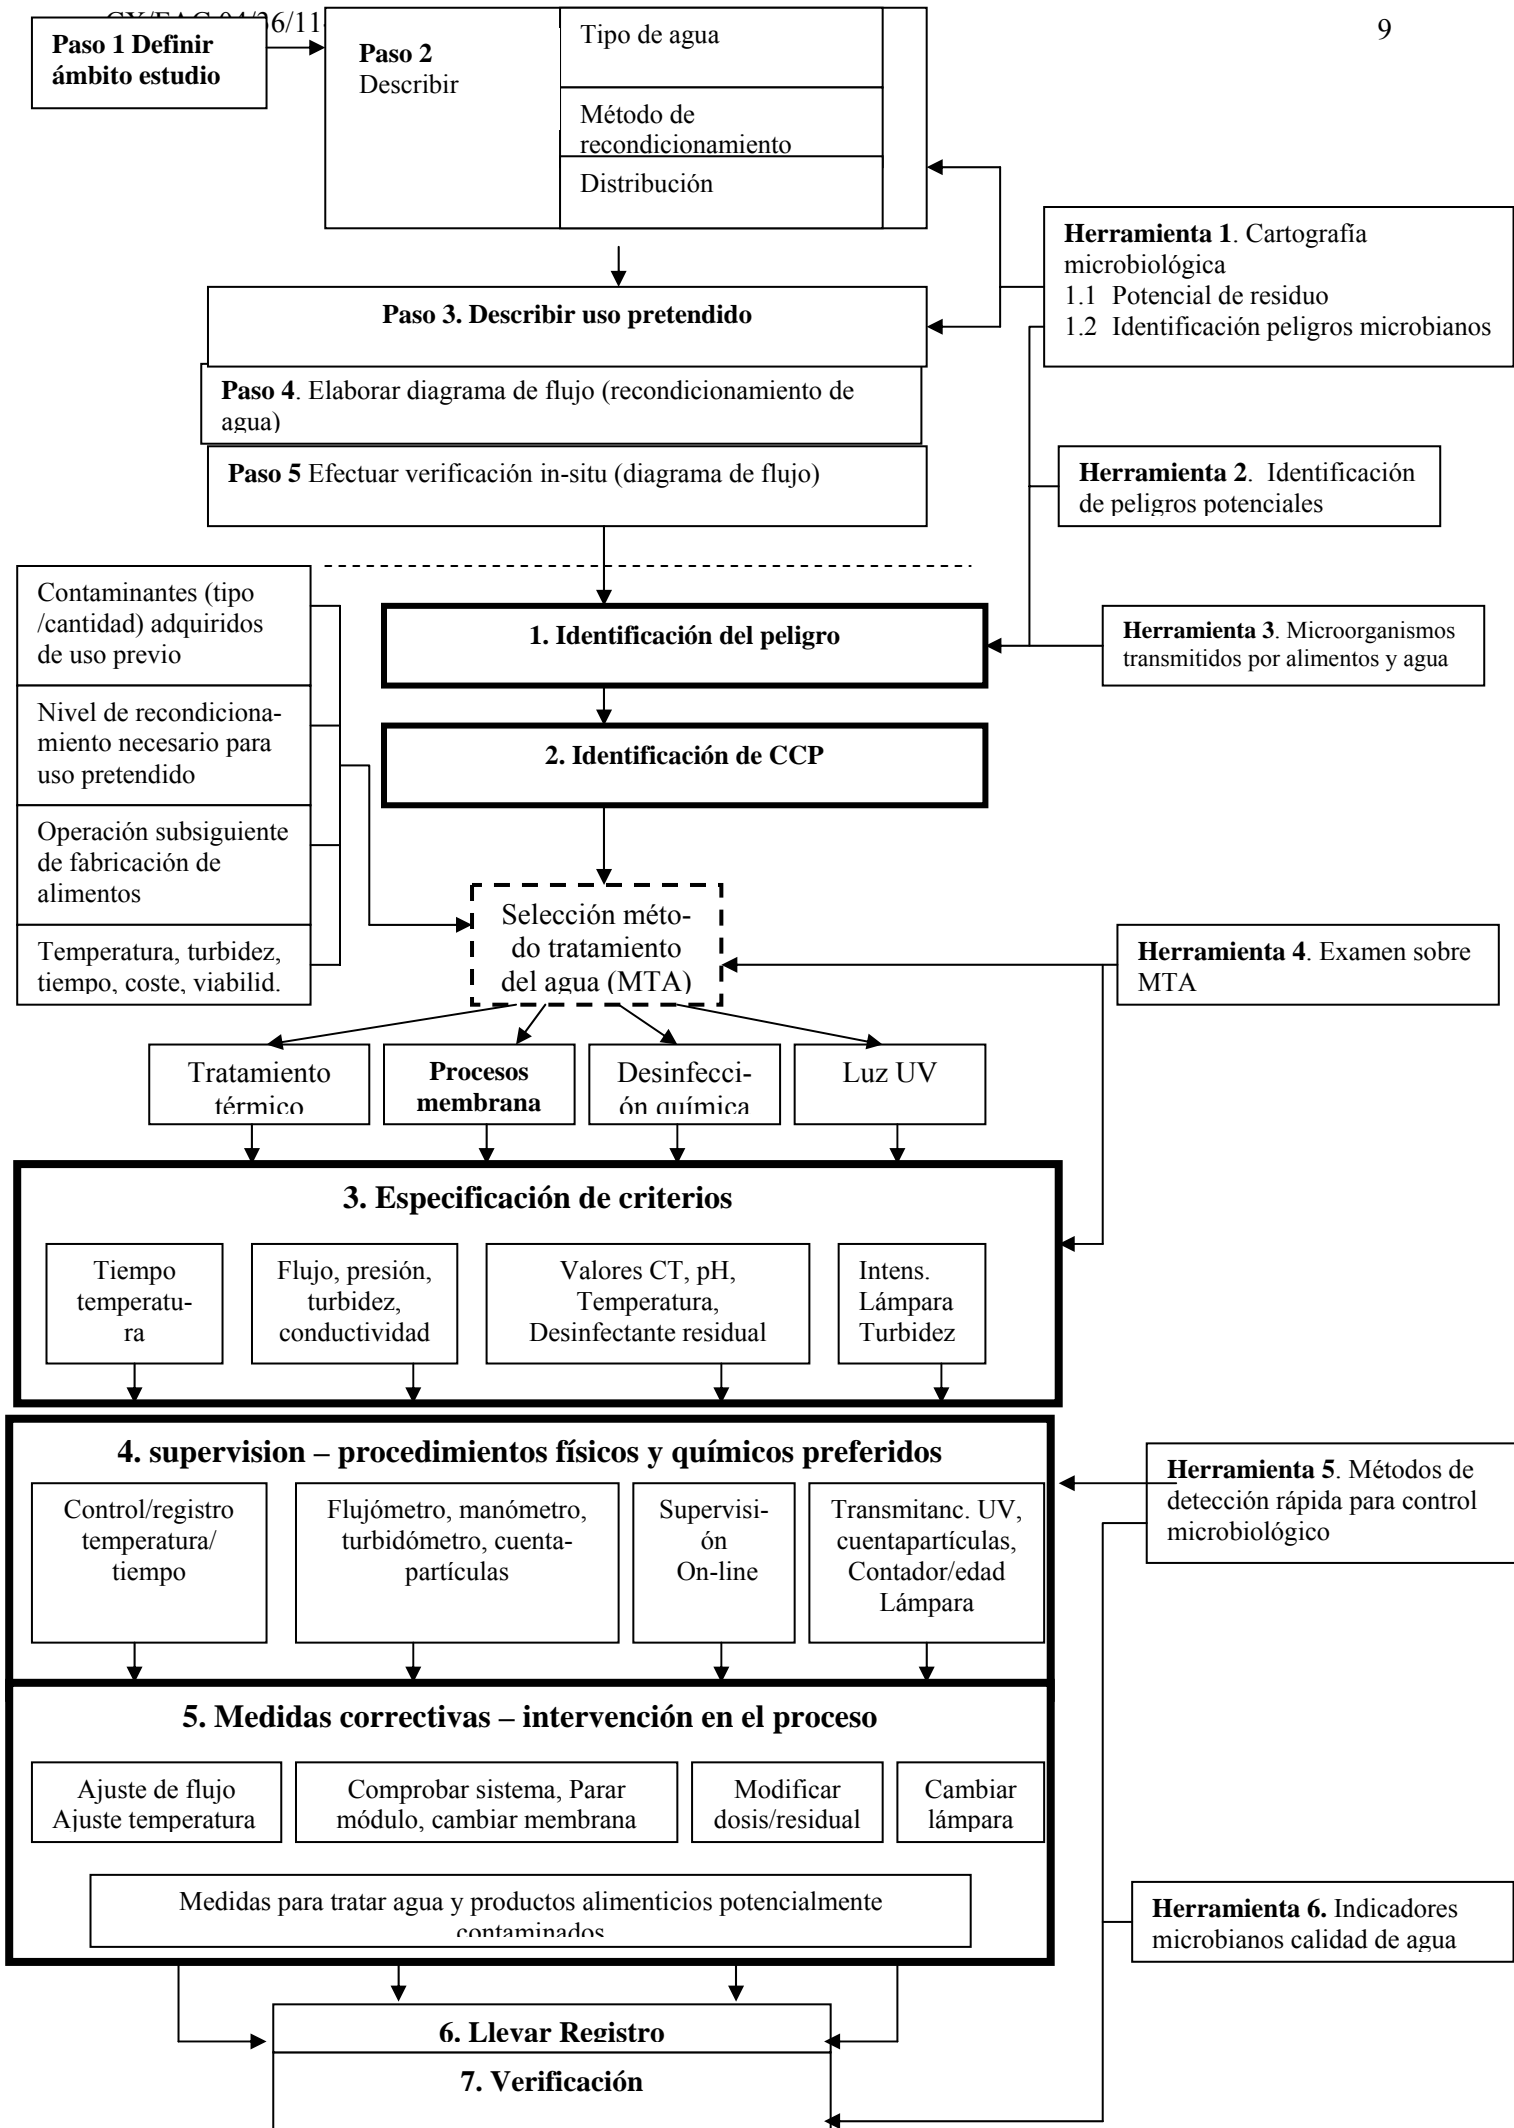 9
Paso 1 Definir
ámbito estudio
Paso 2
Describir
Tipo de agua
Método de
recondicionamiento
Distribución
Herramienta 1. Cartografía
microbiológica
1.1 Potencial de residuo
1.2 Identificación peligros microbianos
Paso 3. Describir uso pretendido
Paso 4. Elaborar diagrama de flujo (recondicionamiento de
agua)
Paso 5 Efectuar verificación in-situ (diagrama de flujo)
Herramienta 2. Identificación
de peligros potenciales
Contaminantes (tipo
/cantidad) adquiridos
de uso previo
1. Identificación del peligro
Herramienta 3. Microorganismos
transmitidos por alimentos y agua
Nivel de recondiciona-
miento necesario para
uso pretendido
2. Identificación de CCP
Operación subsiguiente
de fabricación de
alimentos
Temperatura, turbidez,
tiempo, coste, viabilid.
Selección méto-
do tratamiento
del agua (MTA)
Herramienta 4. Examen sobre
MTA
Tratamiento
térmico
Procesos
membrana
Desinfecci-
ón química
Luz UV
3. Especificación de criterios
Tiempo
temperatu-
ra
Flujo, presión,
turbidez,
conductividad
Valores CT, pH,
Temperatura,
Desinfectante residual
Intens.
Lámpara
Turbidez
4. supervision – procedimientos físicos y químicos preferidos
Control/registro
temperatura/
tiempo
Flujómetro, manómetro,
turbidómetro, cuenta-
partículas
Supervisi-
ón
On-line
Transmitanc. UV,
cuentapartículas,
Contador/edad
Lámpara
Herramienta 5. Métodos de
detección rápida para control
microbiológico
5. Medidas correctivas – intervención en el proceso
Ajuste de flujo
Ajuste temperatura
Comprobar sistema, Parar
módulo, cambiar membrana
Modificar
dosis/residual
Cambiar
lámpara
Medidas para tratar agua y productos alimenticios potencialmente
contaminados
Herramienta 6. Indicadores
microbianos calidad de agua
6. Llevar Registro
7. Verificación